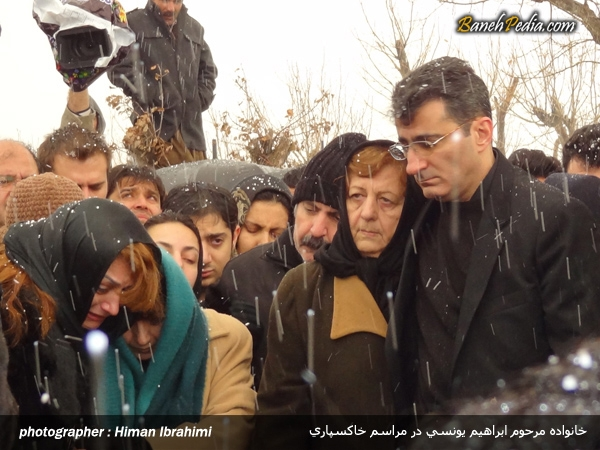 BanehPedia.com
photographer : Himan Ibrahimi
خانواده مرحوم ابراهيم يونسي در مراسم خاكسپاري